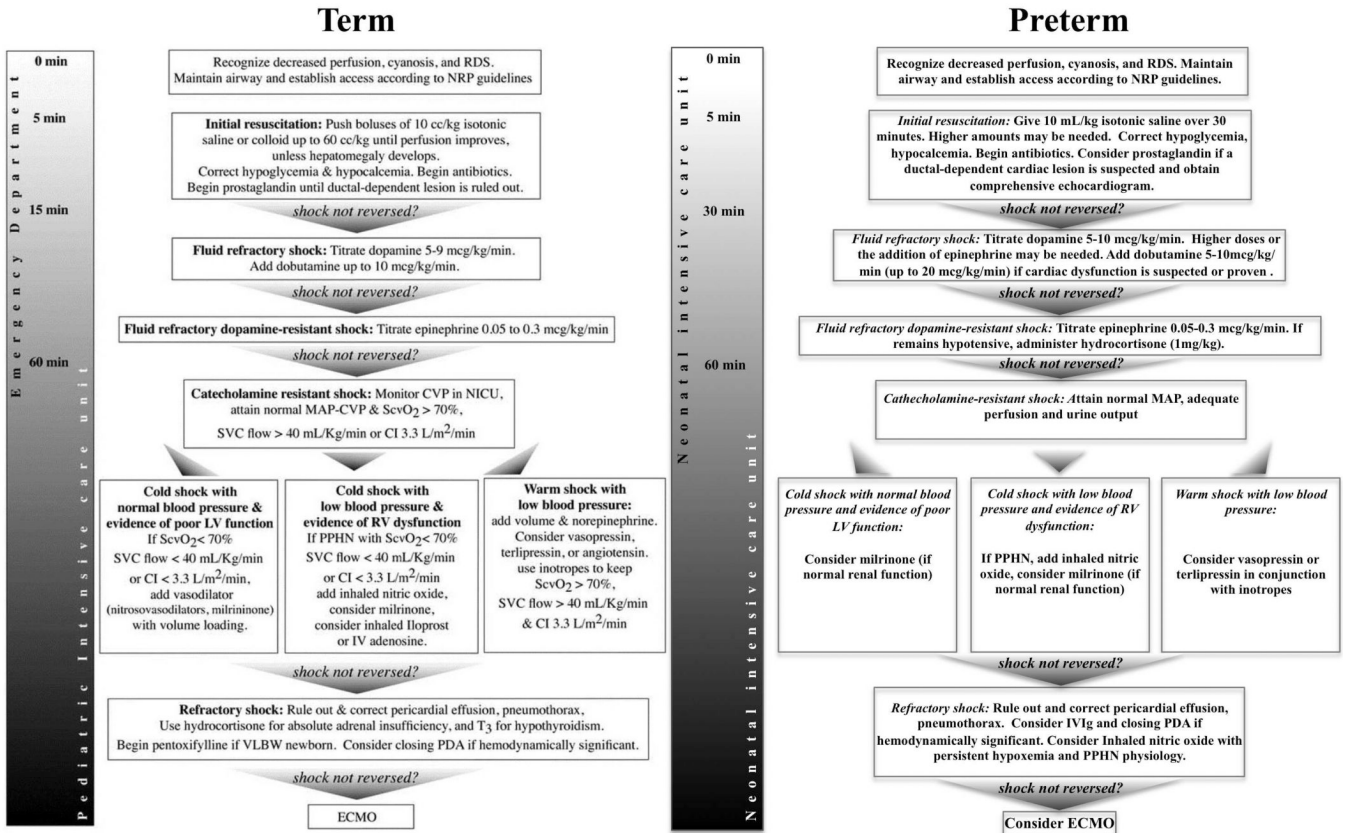 Term
Emergency Department
Pediatric Intensive care unit
0 min
5 min
15 min
60 min
Recognize decreased perfusion, cyanosis, and RDS.
Maintain airway and establish access according to NRP guidelines
Initial resuscitation: Push boluses of 10 cc/kg isotonic
saline or colloid up to 60 cc/kg until perfusion improves,
unless hepatomegaly develops.
Correct hypoglycemia & hypocalcemia. Begin antibiotics.
Begin prostaglandin until ductal-dependent lesion is ruled out.
shock not reversed?
Fluid refractory shock: Titrate dopamine 5-9 mcg/kg/min.
Add dobutamine up to 10 mcg/kg/min.
shock not reversed?
Fluid refractory dopamine-resistant shock: Titrate epinephrine 0.05 to 0.3 mcg/kg/min
shock not reversed?
Catecholamine resistant shock: Monitor CVP in NICU,
attain normal MAP-CVP & ScvO₂ > 70%,
SVC flow > 40 mL/Kg/min or CI 3.3 L/m²/min
Cold shock with
normal blood pressure &
evidence of poor LV function
If ScvO₂< 70%
SVC flow < 40 mL/Kg/min
or CI < 3.3 L/m²/min,
add vasodilator
(nitrosovasodilators, milrininone)
with volume loading.
Cold shock with
low blood pressure &
evidence of RV dysfunction
If PPHN with ScvO₂< 70%
SVC flow < 40 mL/Kg/min
or CI < 3.3 L/m²/min
add inhaled nitric oxide,
consider milrinone,
consider inhaled Iloprost
or IV adenosine.
Warm shock with
low blood pressure:
add volume & norepinephrine.
Consider vasopressin,
terlipressin, or angiotensin.
use inotropes to keep
ScvO₂ > 70%,
SVC flow > 40 mL/Kg/min
& CI 3.3 L/m²/min
shock not reversed?
Refractory shock: Rule out & correct pericardial effusion, pneumothorax,
Use hydrocortisone for absolute adrenal insufficiency, and T₃ for hypothyroidism.
Begin pentoxifylline if VLBW newborn. Consider closing PDA if hemodynamically significant.
shock not reversed?
ECMO
Preterm
Neonatal intensive care unit
Neonatal intensive care unit
0 min
5 min
30 min
60 min
Recognize decreased perfusion, cyanosis, and RDS. Maintain
airway and establish access according to NRP guidelines.
Initial resuscitation: Give 10 mL/kg isotonic saline over 30
minutes. Higher amounts may be needed. Correct hypoglycemia,
hypocalcemia. Begin antibiotics. Consider prostaglandin if a
ductal-dependent cardiac lesion is suspected and obtain
comprehensive echocardiogram.
shock not reversed?
Fluid refractory shock: Titrate dopamine 5-10 mcg/kg/min. Higher doses or
the addition of epinephrine may be needed. Add dobutamine 5-10mcg/kg/
min (up to 20 mcg/kg/min) if cardiac dysfunction is suspected or proven .
shock not reversed?
Fluid refractory dopamine-resistant shock: Titrate epinephrine 0.05-0.3 mcg/kg/min. If
remains hypotensive, administer hydrocortisone (1mg/kg).
shock not reversed?
Cathecholamine-resistant shock: Attain normal MAP, adequate
perfusion and urine output
Cold shock with normal blood
pressure and evidence of poor
LV function:
Consider milrinone (if
normal renal function)
Cold shock with low blood
pressure and evidence of RV
dysfunction:
If PPHN, add inhaled nitric
oxide, consider milrinone (if
normal renal function)
Warm shock with low blood
pressure:
Consider vasopressin or
terlipressin in conjunction
with inotropes
shock not reversed?
Refractory shock: Rule out and correct pericardial effusion,
pneumothorax. Consider IVIg and closing PDA if
hemodynamically significant. Consider Inhaled nitric oxide with
persistent hypoxemia and PPHN physiology.
shock not reversed?
Consider ECMO